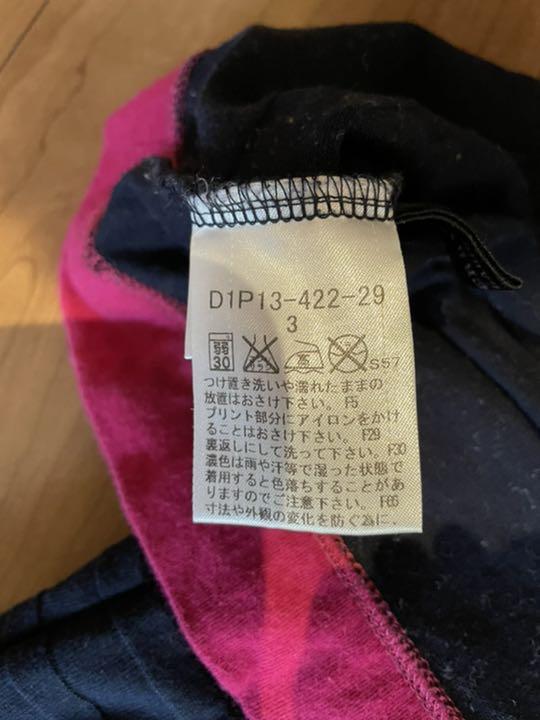 D1P13-422-29
3
弱
30
S57
つけ置き洗いや濡れたままの
放置はおさけ下さい。 F5
プリント部分にアイロンをかけ
ることはおさけ下さい。 F29
裏返しにして洗って下さい。 F30
濃色は雨や汗等で湿った状態で
着用すると色落ちすることがあ
りますのでご注意下さい。 F66
寸法や外観の変化を防ぐ為に、